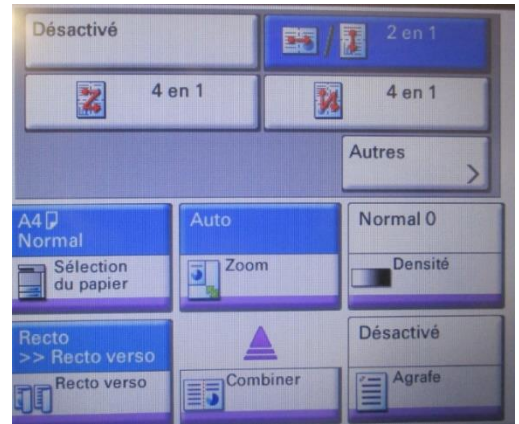 Désactivé
2 en 1
4 en 1
4 en 1
Autres
A4
Normal
Sélection
du papier
Auto
Zoom
Normal 0
Densité
Recto
>> Recto verso
Recto verso
Combiner
Désactivé
Agrafe